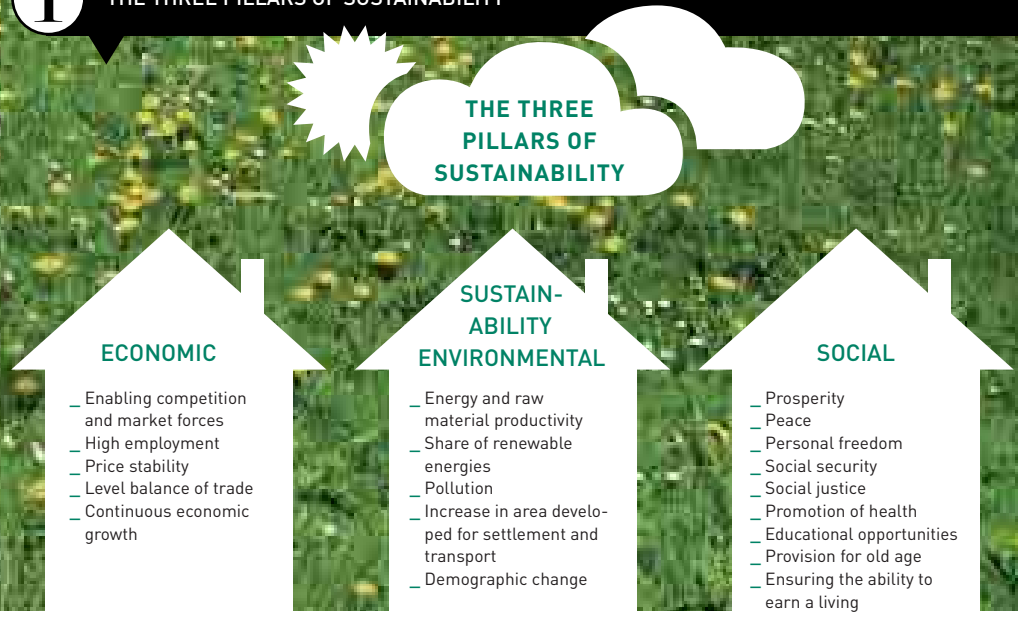 1
THE THREE PILLARS OF SUSTAINABILITY
THE THREE
PILLARS OF
SUSTAINABILITY
ECONOMIC
_ Enabling competition
and market forces
_ High employment
_ Price stability
_ Level balance of trade
_ Continuous economic
growth
SUSTAIN-
ABILITY
ENVIRONMENTAL
_ Energy and raw
material productivity
_ Share of renewable
energies
_ Pollution
_ Increase in area develo-
ped for settlement and
transport
_ Demographic change
SOCIAL
_ Prosperity
_ Peace
_ Personal freedom
_ Social security
_ Social justice
_ Promotion of health
_ Educational opportunities
_ Provision for old age
_ Ensuring the ability to
earn a living